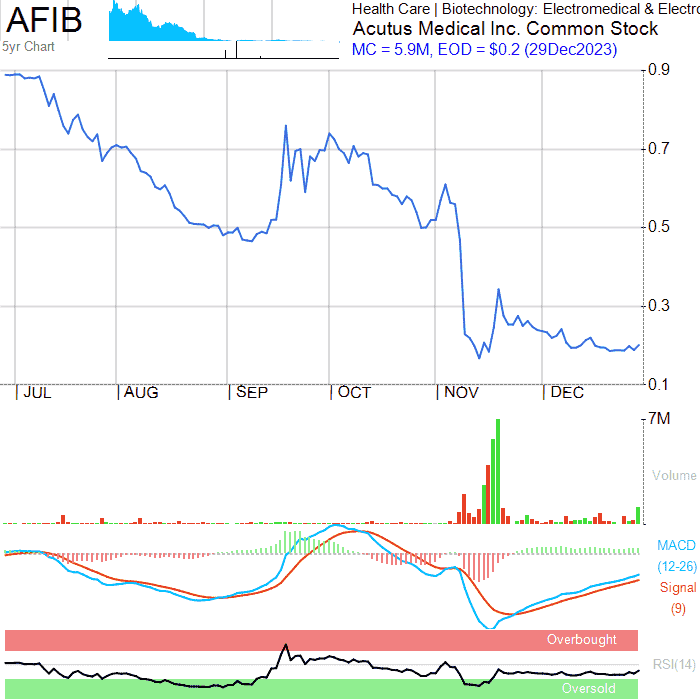 AFIB
5yr Chart
Health Care | Biotechnology: Electromedical & Electro
Acutus Medical Inc. Common Stock
MC = 5.9M, EOD = $0.2 (29Dec2023)
0.9
0.7
0.5
0.3
0.1
JUL AUG SEP OCT NOV DEC
7M
Volume
MACD
(12-26)
Signal
(9)
Overbought
RSI(14)
Oversold